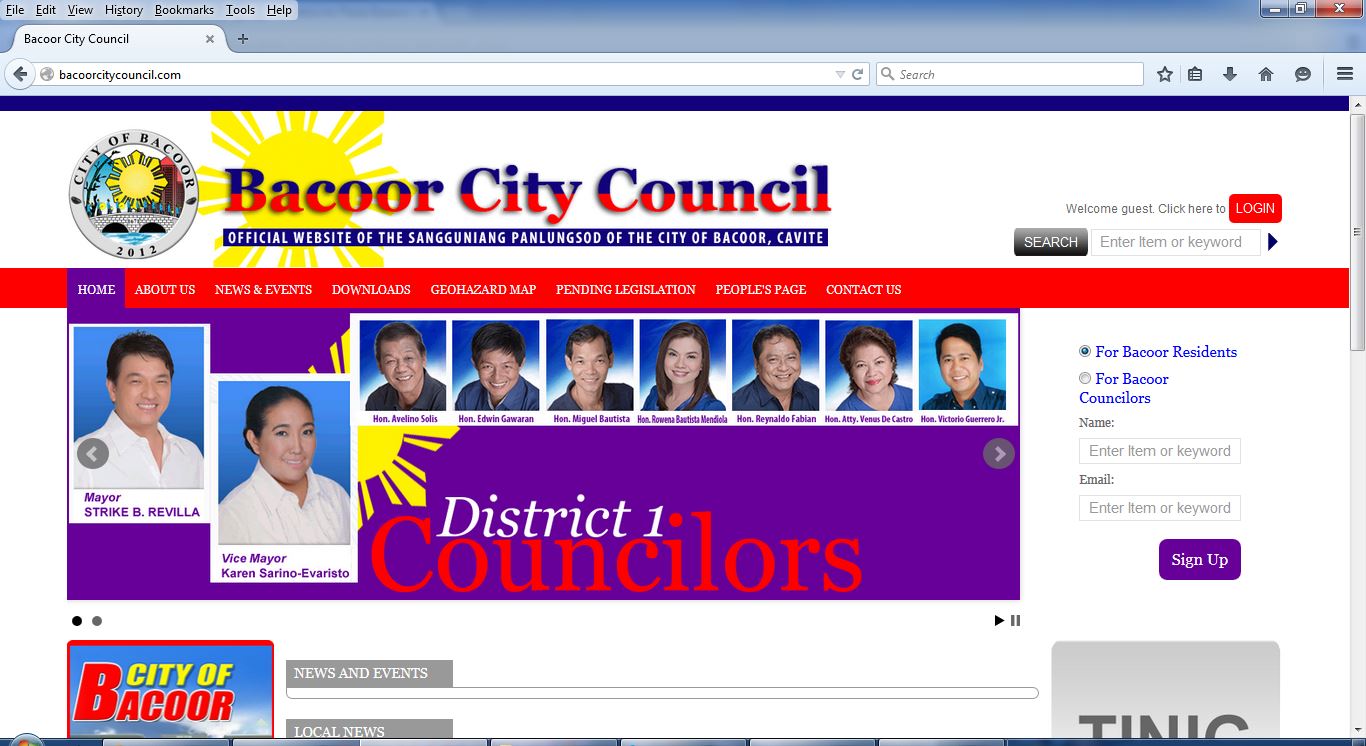 File Edit View History Bookmarks Tools Help
Bacoor City Council
bacoorcitycouncil.com
Search
CITY OF BACOOR
2012
Bacoor City Council
OFFICIAL WEBSITE OF THE SANGGUNIANG PANLUNGSOD OF THE CITY OF BACOOR, CAVITE
Welcome guest. Click here to LOGIN
SEARCH Enter Item or keyword
HOME ABOUT US NEWS & EVENTS DOWNLOADS GEOHAZARD MAP PENDING LEGISLATION PEOPLE'S PAGE CONTACT US
Hon. Avelino Solis Hon. Edwin Gawaran Hon. Miguel Bautista Hon. Rowena Bautista Mendiola Hon. Reynaldo Fabian Hon. Atty. Venus De Castro Hon. Victorio Guerrero Jr.
Mayor
STRIKE B. REVILLA
Vice Mayor
Karen Sarino-Evaristo
District 1
Councilors
For Bacoor Residents
For Bacoor
Councilors
Name:
Enter Item or keyword
Email:
Enter Item or keyword
Sign Up
CITY OF
BACOOR
NEWS AND EVENTS
LOCAL NEWS
TINIG